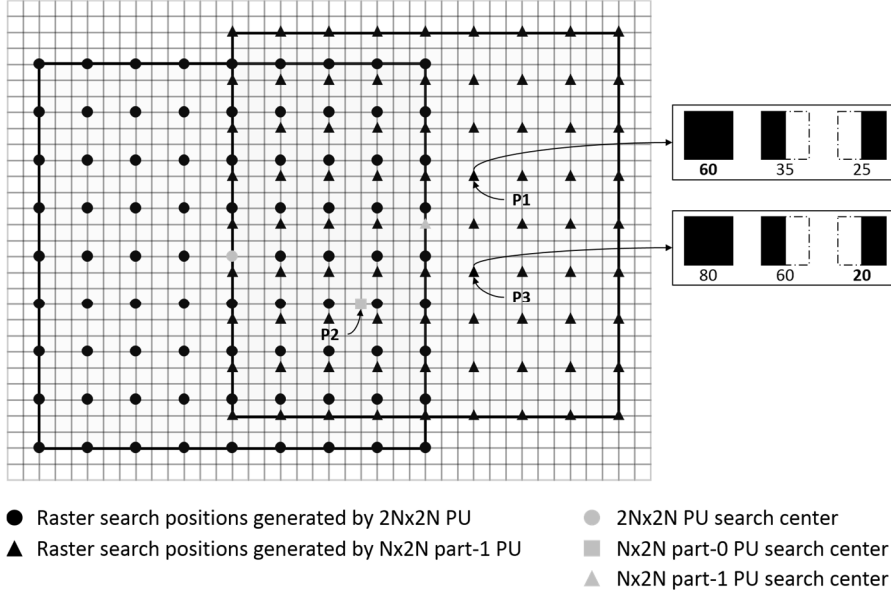 60 35 25
P1
80 60 20
P3
P2
Raster search positions generated by 2Nx2N PU
Raster search positions generated by Nx2N part-1 PU
2Nx2N PU search center
Nx2N part-0 PU search center
Nx2N part-1 PU search center